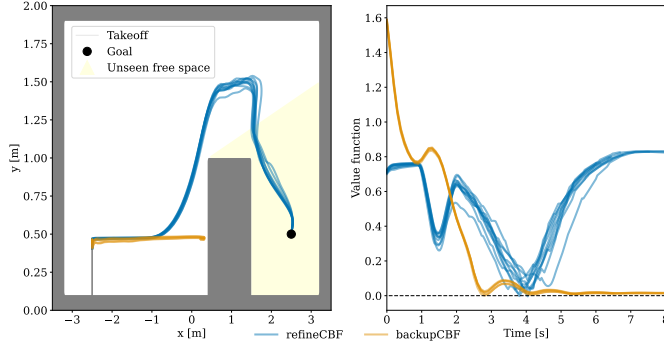 2.00
1.75
1.50
1.25
1.00
0.75
0.50
0.25
0.00
y [m]
Takeoff
Goal
Unseen free space
−3 −2 −1 0 1 2 3
x [m]
1.6
1.4
1.2
1.0
0.8
0.6
0.4
0.2
0.0
Value function
0 1 2 3 4 5 6 7 8
Time [s]
refineCBF backupCBF